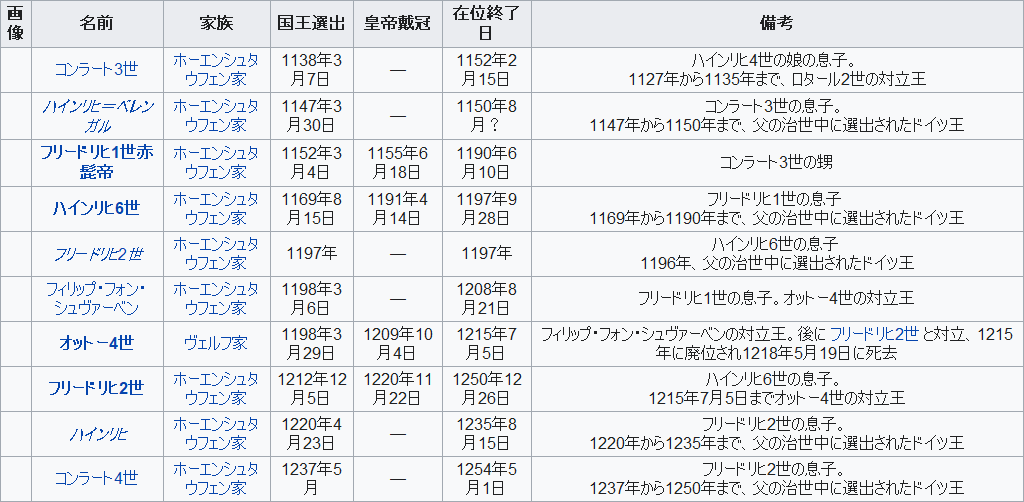 画像 名前 家族 国王選出 皇帝戴冠 在位終了日 備考
コンラート3世 ホーエンシュタウフェン家 1138年3月7日 — 1152年2月15日 ハインリヒ4世の娘の息子。
1127年から1135年まで、ロタール2世の対立王
ハインリヒ=ベレンガル ホーエンシュタウフェン家 1147年3月30日 — 1150年8月? コンラート3世の息子。
1147年から1150年まで、父の治世中に選出されたドイツ王
フリードリヒ1世赤髭帝 ホーエンシュタウフェン家 1152年3月4日 1155年6月18日 1190年6月10日 コンラート3世の甥
ハインリヒ6世 ホーエンシュタウフェン家 1169年8月15日 1191年4月14日 1197年9月28日 フリードリヒ1世の息子
1169年から1190年まで、父の治世中に選出されたドイツ王
フリードリヒ2世 ホーエンシュタウフェン家 1197年 — 1197年 ハインリヒ6世の息子
1196年、父の治世中に選出されたドイツ王
フィリップ・フォン・シュヴァーベン ホーエンシュタウフェン家 1198年3月6日 — 1208年8月21日 フリードリヒ1世の息子。オットー4世の対立王
オットー4世 ヴェルフ家 1198年3月29日 1209年10月4日 1215年7月5日 フィリップ・フォン・シュヴァーベンの対立王。後に フリードリヒ2世 と対立、1215年に廃位され1218年5月19日に死去
フリードリヒ2世 ホーエンシュタウフェン家 1212年12月5日 1220年11月22日 1250年12月26日 ハインリヒ6世の息子。
1215年7月5日までオットー4世の対立王
ハインリヒ ホーエンシュタウフェン家 1220年4月23日 — 1235年8月15日 フリードリヒ2世の息子。
1220年から1235年まで、父の治世中に選出されたドイツ王
コンラート4世 ホーエンシュタウフェン家 1237年5月 — 1254年5月1日 フリードリヒ2世の息子。
1237年から1250年まで、父の治世中に選出されたドイツ王